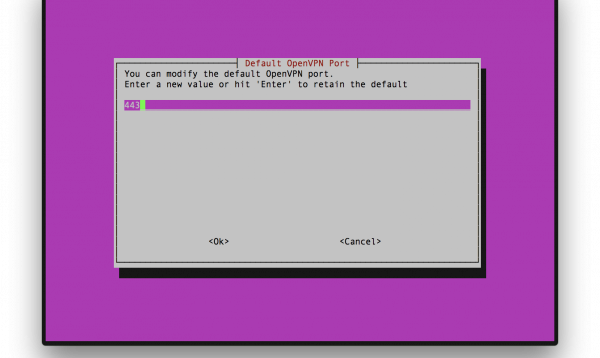 Default OpenVPN Port
You can modify the default OpenVPN port.
Enter a new value or hit 'Enter' to retain the default
443
<Ok> <Cancel>